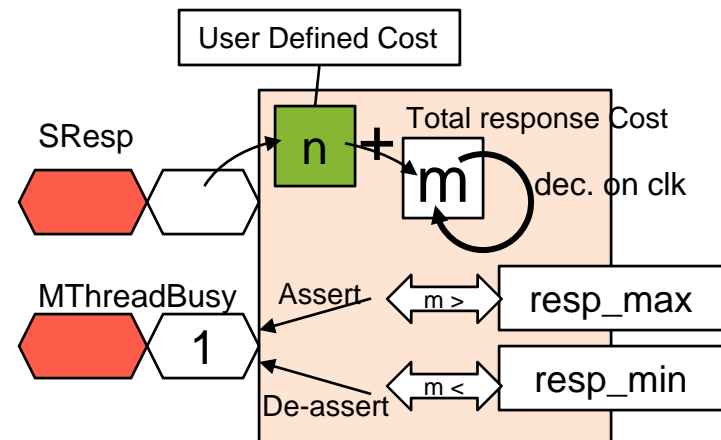 User Defined Cost
SResp
n
+
Total response Cost
m
dec. on clk
MThreadBusy
Assert
m >
resp_max
1
De-assert
m <
resp_min